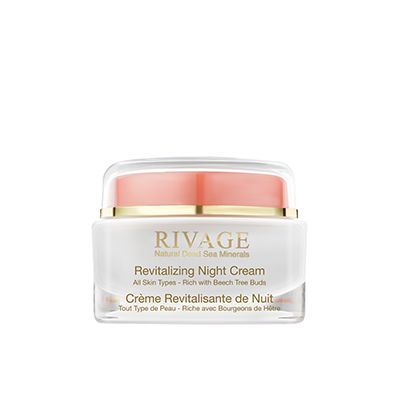 RIVAGE
Natural Dead Sea Minerals
Revitalizing Night Cream
All Skin Types - Rich with Beech Tree Buds
Crème Revitalisante de Nuit
Tout Type de Peau - Riche avec Bourgeons de Hêtre